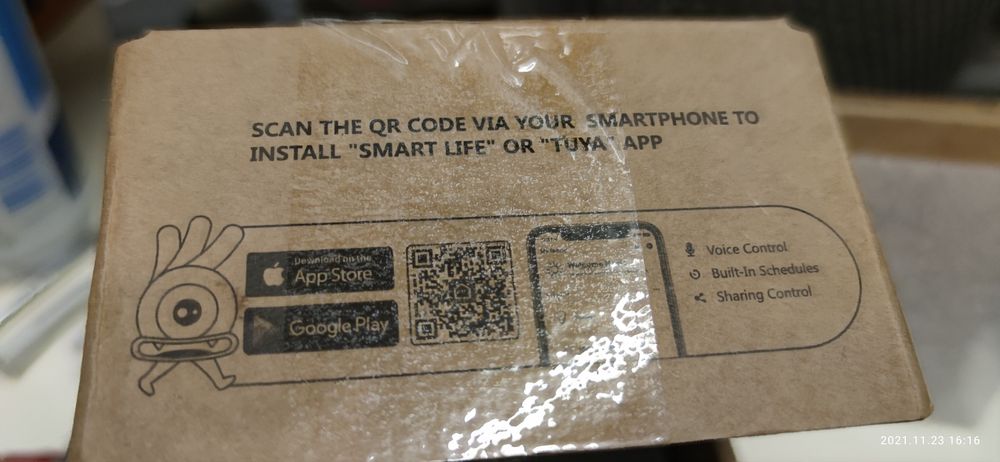 SCAN THE QR CODE VIA YOUR SMARTPHONE TO
INSTALL "SMART LIFE" OR "TUYA" APP
Download on the
App Store
Google Play
Voice Control
Built-In Schedules
Sharing Control
2021.11.23 16:16